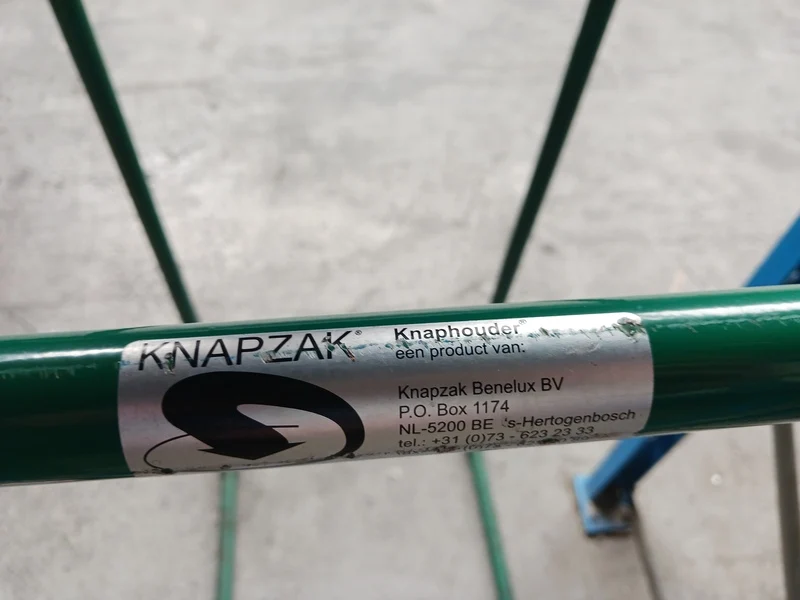 KNAPZAK®
Knaphouder®
een product van:
Knapzak Benelux BV
P.O. Box 1174
NL-5200 BE 's-Hertogenbosch
tel.: +31 (0)73 - 623 23 33